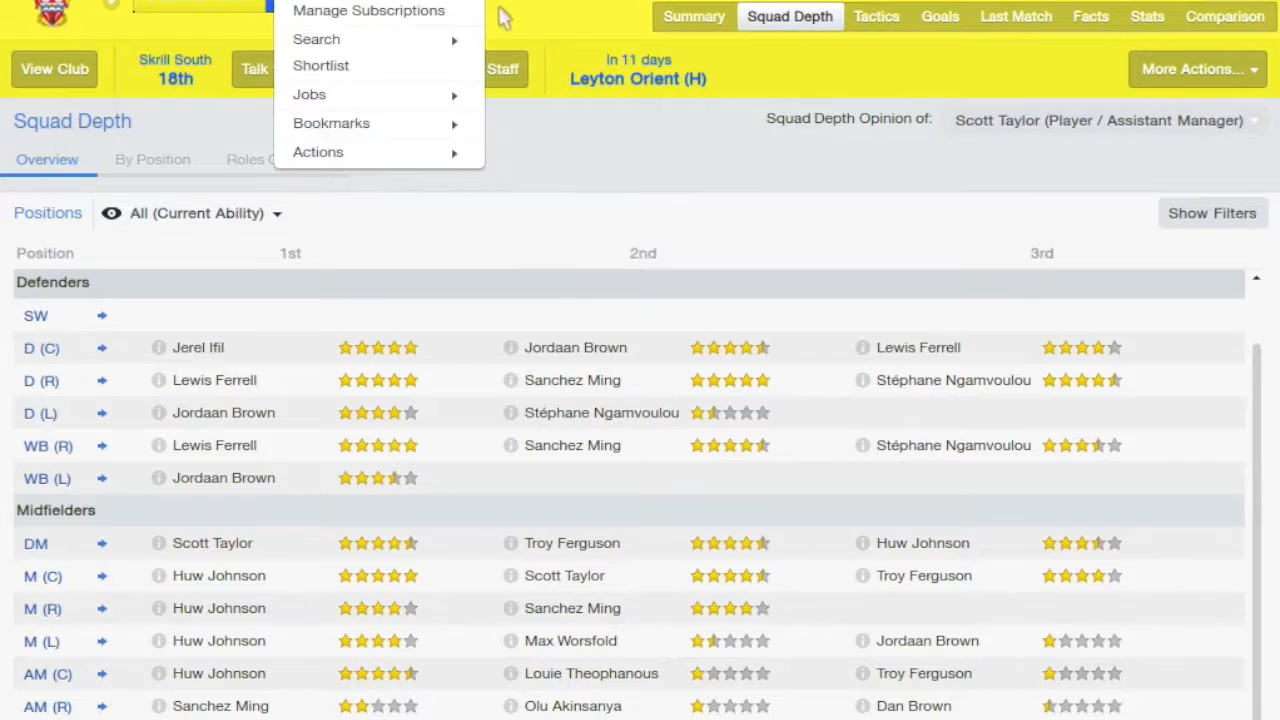 Manage Subscriptions
Search
Shortlist
Jobs
Bookmarks
Actions
Summary Squad Depth Tactics Goals Last Match Facts Stats Comparison
View Club
Skrill South
18th
Talk
Staff
In 11 days
Leyton Orient (H)
More Actions...
Squad Depth
Squad Depth Opinion of: Scott Taylor (Player / Assistant Manager)
Overview By Position Roles
Positions All (Current Ability) Show Filters
Position 1st 2nd 3rd
Defenders
SW
D (C) Jerel Ifil Jordaan Brown Lewis Ferrell
D (R) Lewis Ferrell Sanchez Ming Stéphane Ngamvoulou
D (L) Jordaan Brown Stéphane Ngamvoulou
WB (R) Lewis Ferrell Sanchez Ming Stéphane Ngamvoulou
WB (L) Jordaan Brown
Midfielders
DM Scott Taylor Troy Ferguson Huw Johnson
M (C) Huw Johnson Scott Taylor Troy Ferguson
M (R) Huw Johnson Sanchez Ming
M (L) Huw Johnson Max Worsfold Jordaan Brown
AM (C) Huw Johnson Louie Theophanous Troy Ferguson
AM (R) Sanchez Ming Olu Akinsanya Dan Brown